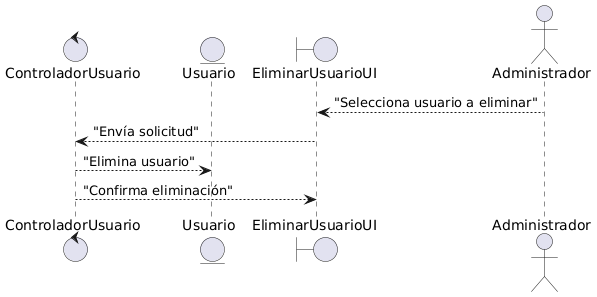 ControladorUsuario Usuario EliminarUsuarioUI Administrador
"Selecciona usuario a eliminar"
"Envía solicitud"
"Elimina usuario"
"Confirma eliminación"
ControladorUsuario Usuario EliminarUsuarioUI Administrador